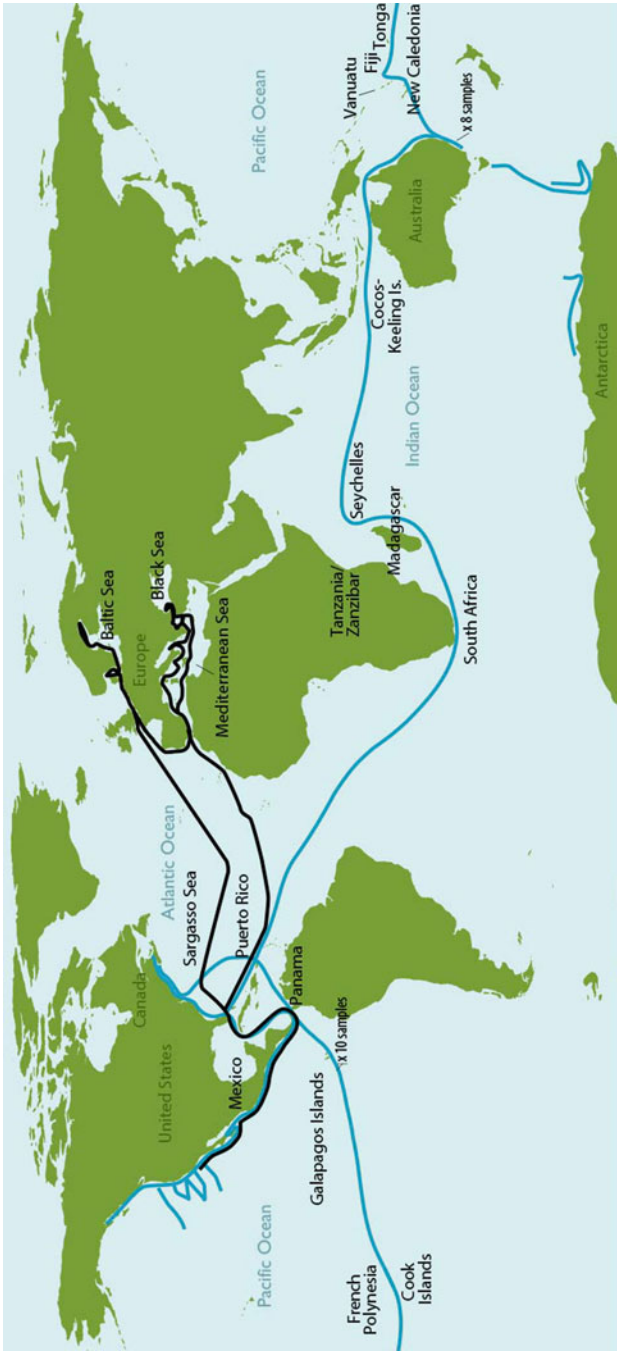 Pacific Ocean
Canada
United States
Atlantic Ocean
Sargasso Sea
Puerto Rico
Mexico
Panama
x 10 samples
Galapagos Islands
French
Polynesia
Cook
Islands
Baltic Sea
Europe
Black Sea
Mediterranean Sea
Tanzania/
Zanzibar
Madagascar
South Africa
Seychelles
Indian Ocean
Cocos-
Keeling Is.
Australia
Antarctica
Pacific Ocean
Vanuatu
Fiji
Tonga
New Caledonia
x 8 samples